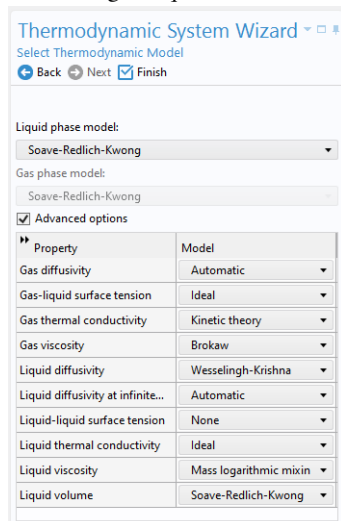 Thermodynamic System Wizard
Select Thermodynamic Model
Back Next Finish
Liquid phase model:
Soave-Redlich-Kwong
Gas phase model:
Soave-Redlich-Kwong
Advanced options
Property Model
Gas diffusivity Automatic
Gas-liquid surface tension Ideal
Gas thermal conductivity Kinetic theory
Gas viscosity Brokaw
Liquid diffusivity Wesselingh-Krishna
Liquid diffusivity at infinite... Automatic
Liquid-liquid surface tension None
Liquid thermal conductivity Ideal
Liquid viscosity Mass logarithmic mixin
Liquid volume Soave-Redlich-Kwong